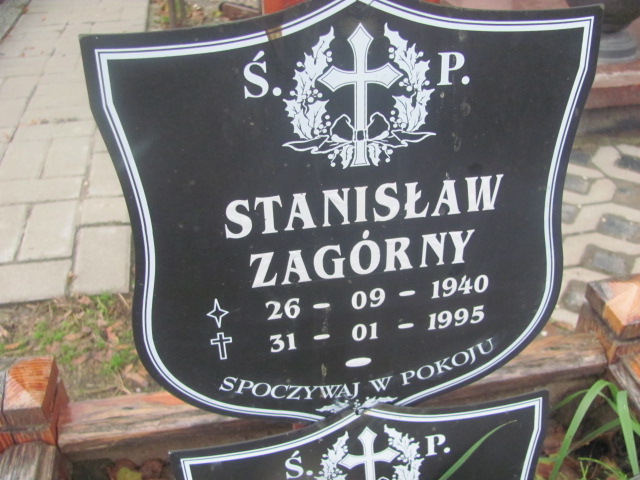 Ś. P.
STANISŁAW
ZAGÓRNY
26 - 09 - 1940
31 - 01 - 1995
SPOCZYWAJ W POKOJU
Ś. P.